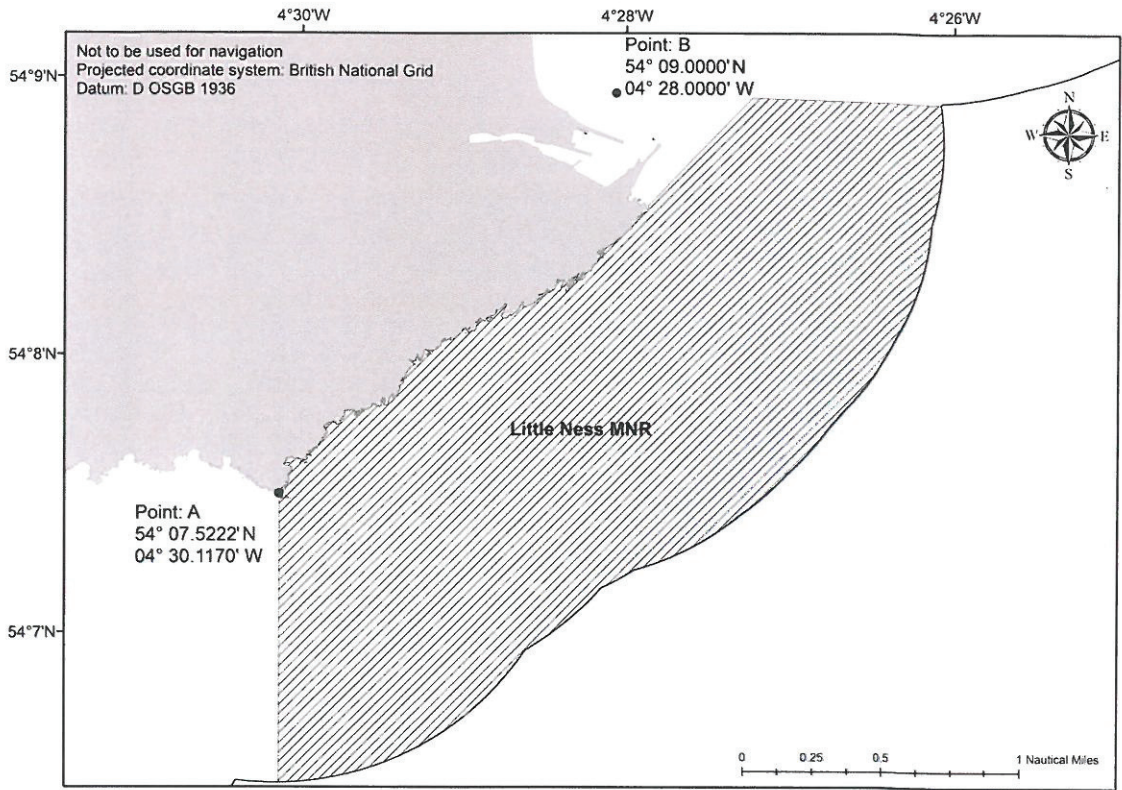 4°30'W
4°28'W
4°26'W
Not to be used for navigation
Projected coordinate system: British National Grid
Datum: D OSGB 1936
Point: B
54° 09.0000' N
04° 28.0000' W
54°9'N
N
W
E
S
54°8'N
Little Ness MNR
Point: A
54° 07.5222' N
04° 30.1170' W
54°7'N
0
0.25
0.5
1 Nautical Miles